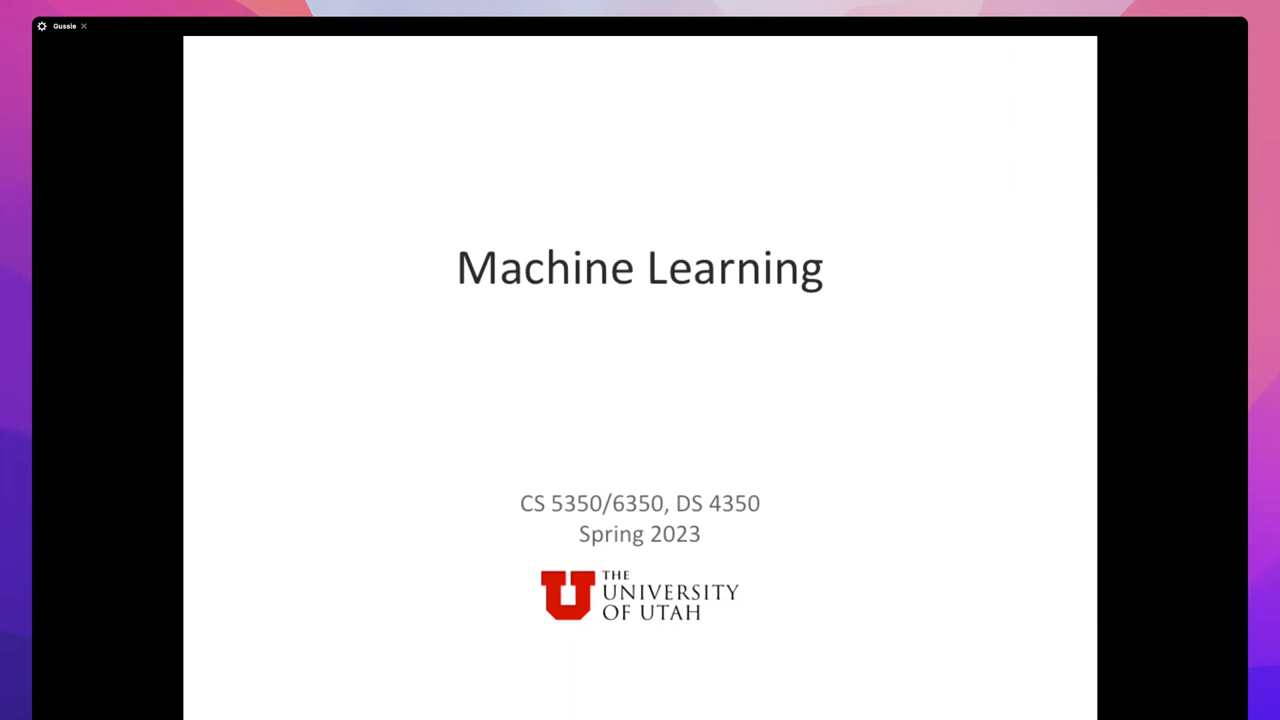 Gussie
Machine Learning
CS 5350/6350, DS 4350
Spring 2023
THE
UNIVERSITY
OF UTAH